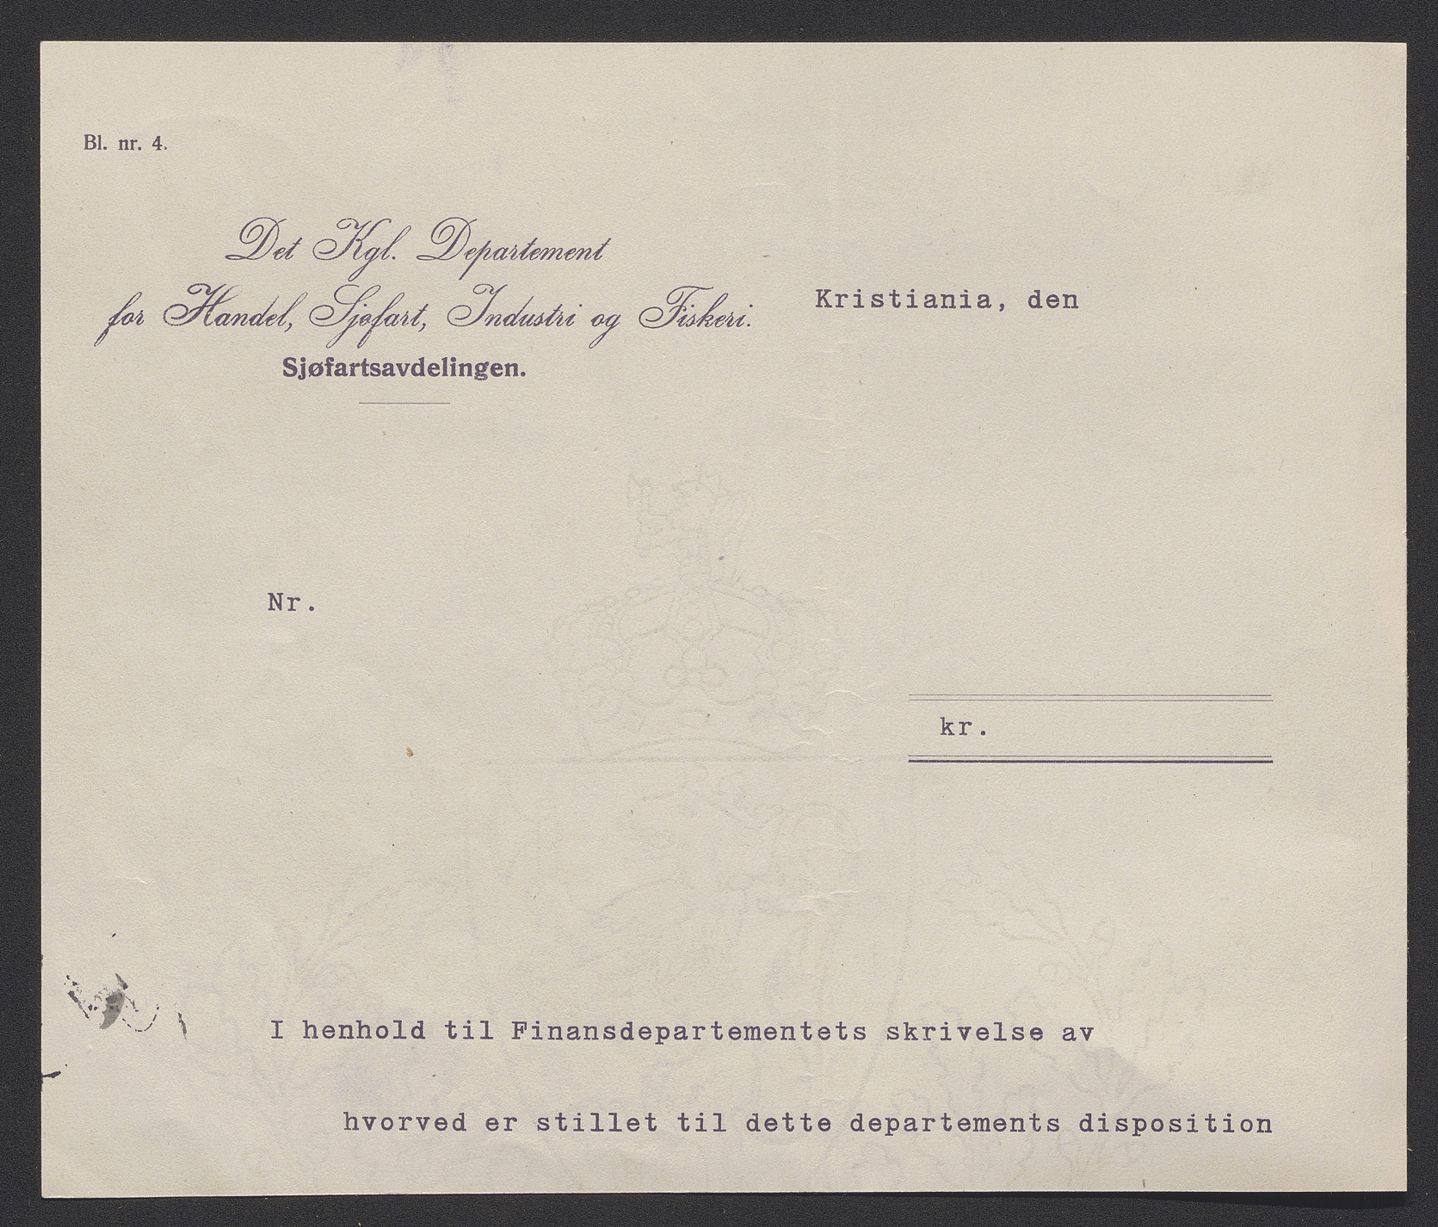 Bl. nr. 4.
Det Kgl. Departement
for Handel, Sjøfart, Industri og Fiskeri.
Sjøfartsavdelingen.
Kristiania, den
Nr.
kr.
I henhold til Finansdepartementets skrivelse av
hvorved er stillet til dette departements disposition